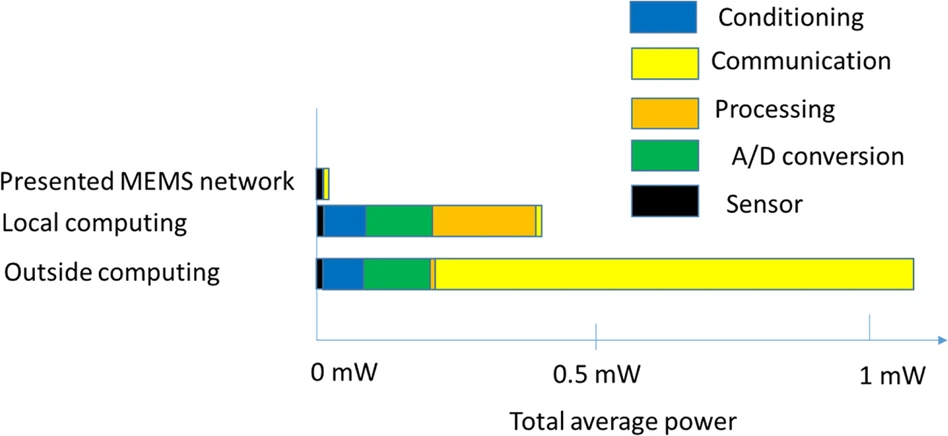 Conditioning
Communication
Processing
A/D conversion
Sensor
Presented MEMS network
Local computing
Outside computing
0 mW
0.5 mW
1 mW
Total average power